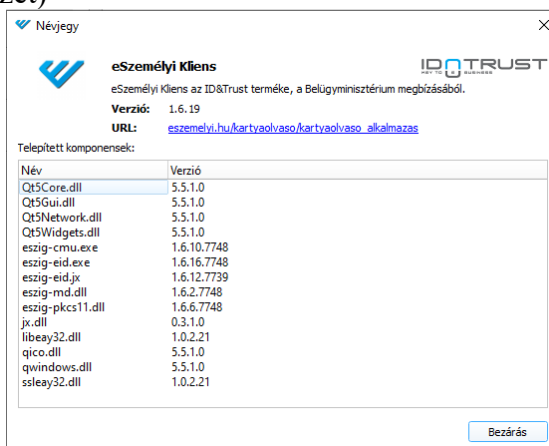 Névjegy
eSzemélyi Kliens
ID&TRUST
KEY TO BUSINESS
eSzemélyi Kliens az ID&Trust terméke, a Belügyminisztérium megbízásából.
Verzió: 1.6.19
URL: eszemelyi.hu/kartyaolvaso/kartyaolvaso_alkalmazas
Telepített komponensek:
Név Verzió
Qt5Core.dll 5.5.1.0
Qt5Gui.dll 5.5.1.0
Qt5Network.dll 5.5.1.0
Qt5Widgets.dll 5.5.1.0
eszig-cmu.exe 1.6.10.7748
eszig-eid.exe 1.6.16.7748
eszig-eid.jx 1.6.12.7739
eszig-md.dll 1.6.2.7748
eszig-pkcs11.dll 1.6.6.7748
jx.dll 0.3.1.0
libeay32.dll 1.0.2.21
qico.dll 5.5.1.0
qwindows.dll 5.5.1.0
ssleay32.dll 1.0.2.21
Bezárás